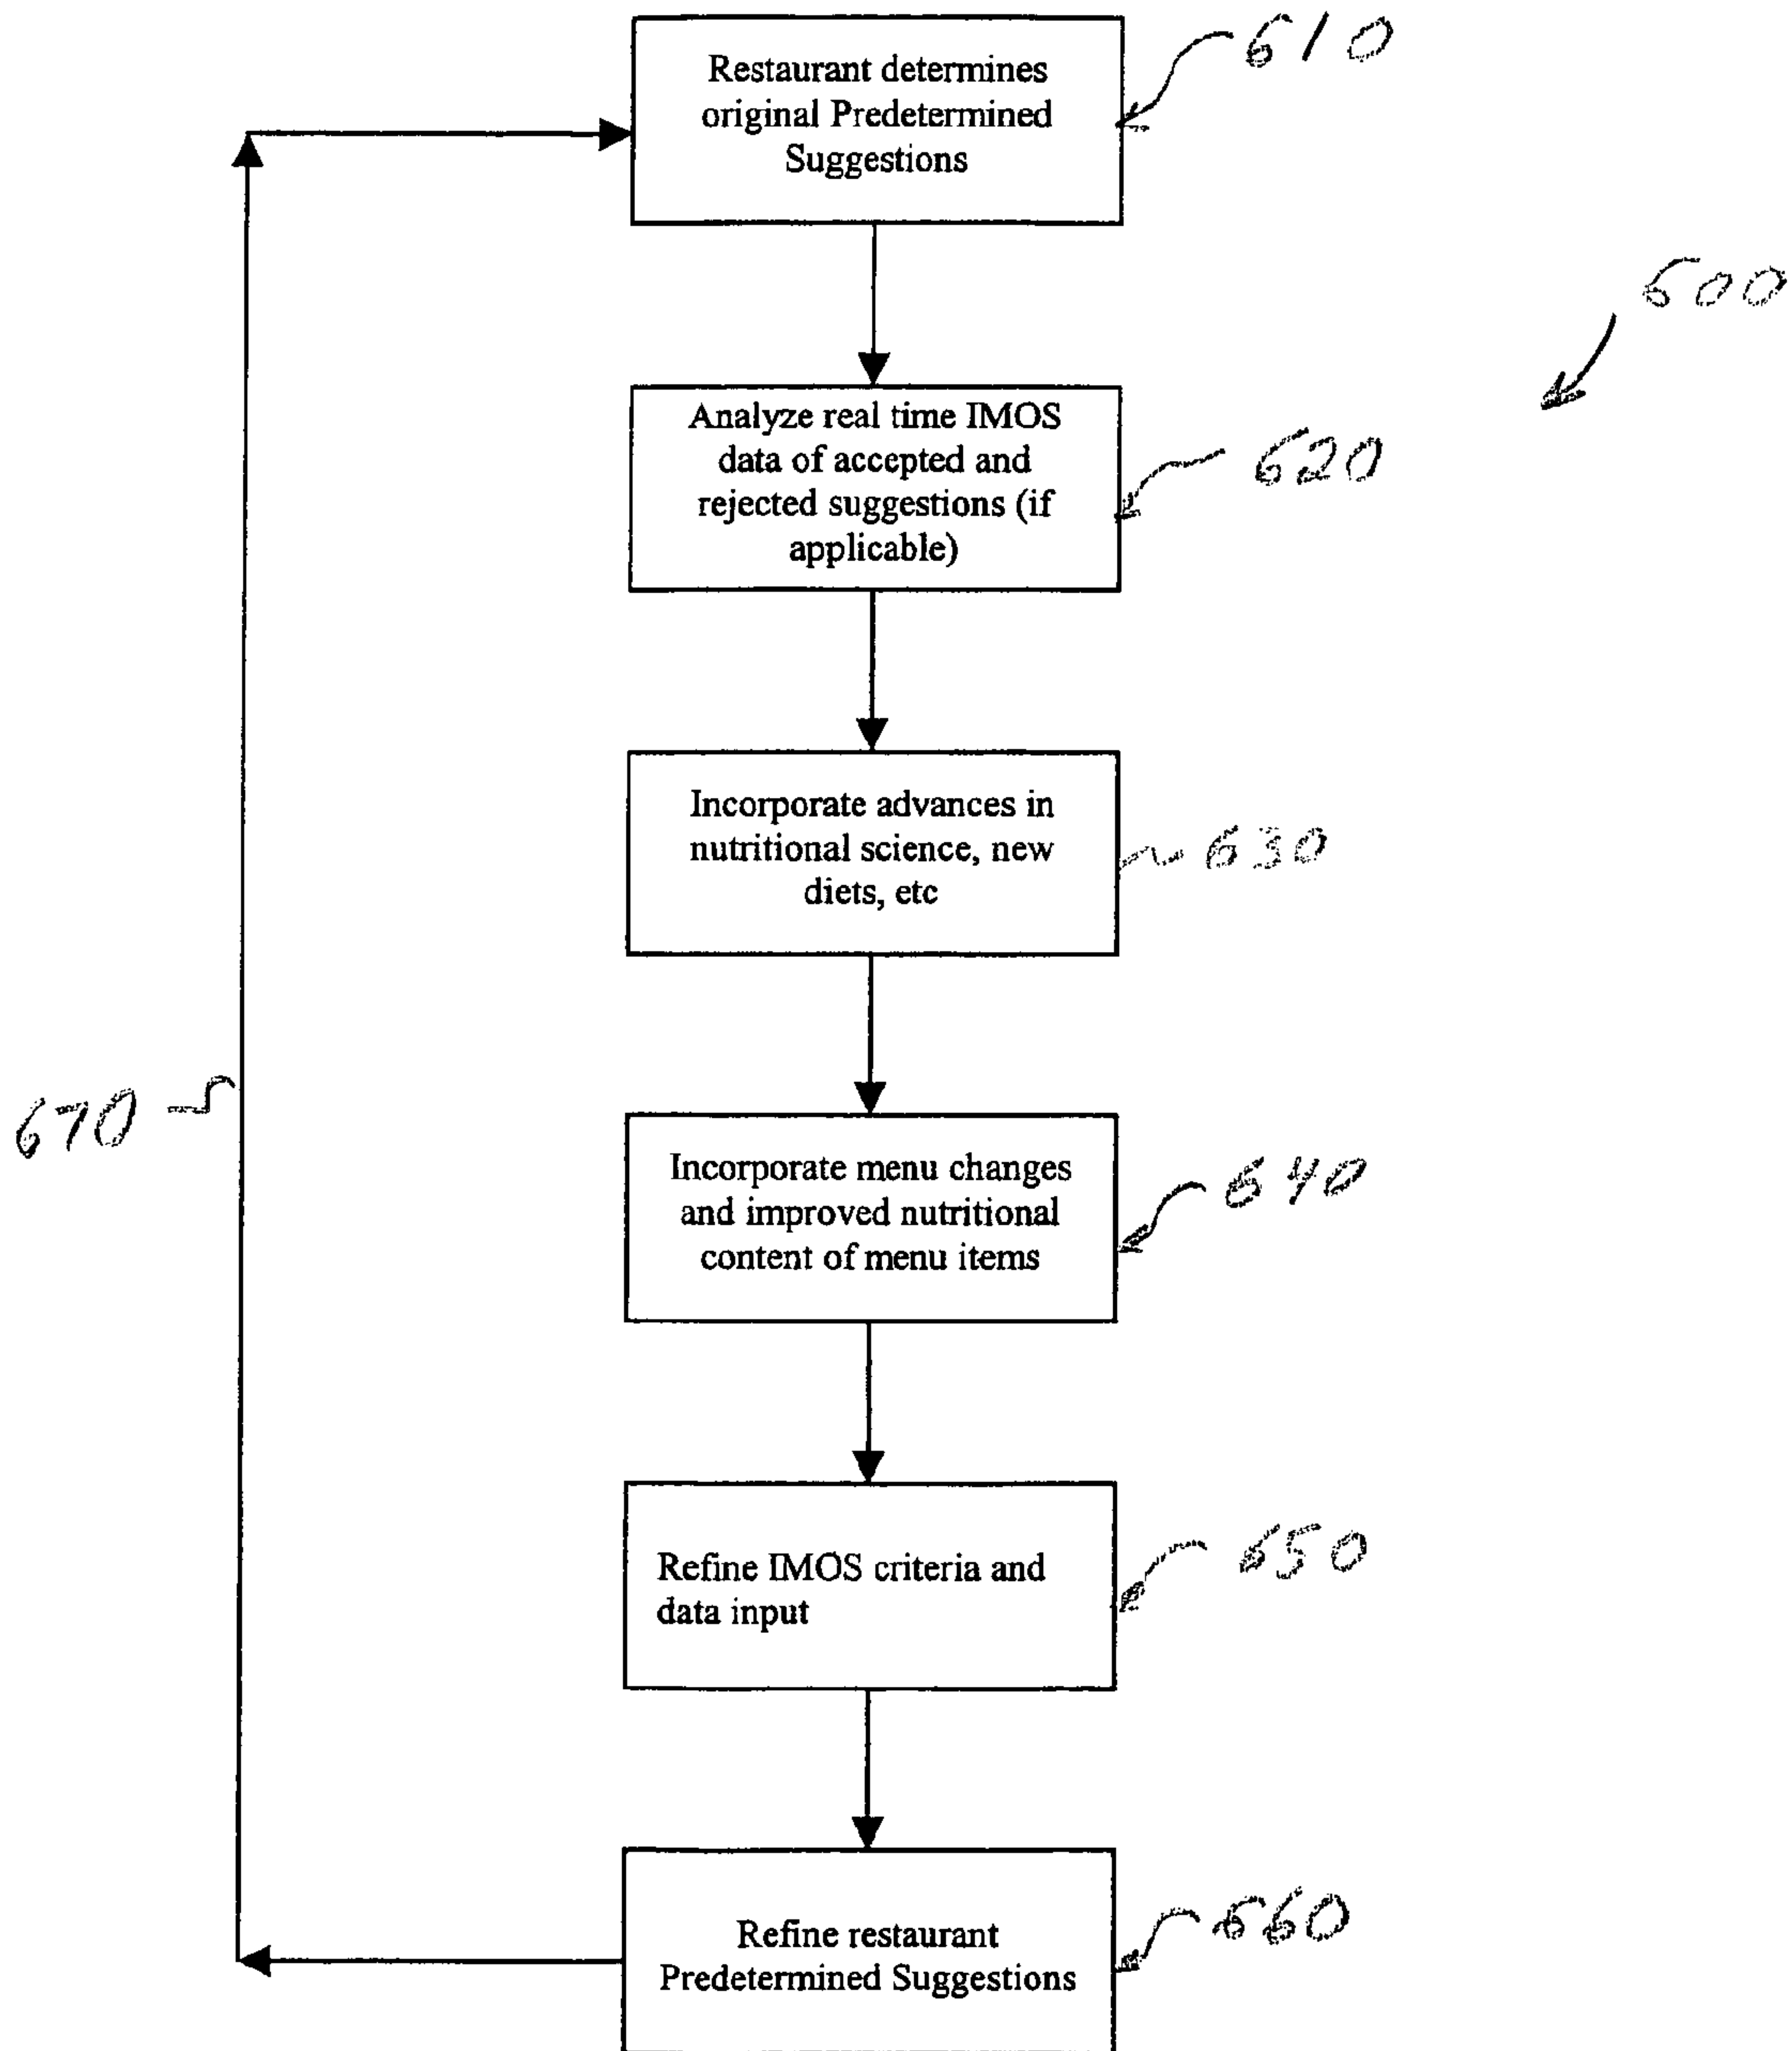 Restaurant determines
original Predetermined
Suggestions
610
600
Analyze real time IMOS
data of accepted and
rejected suggestions (if
applicable)
620
Incorporate advances in
nutritional science, new
diets, etc
630
670
Incorporate menu changes
and improved nutritional
content of menu items
640
Refine IMOS criteria and
data input
650
Refine restaurant
Predetermined Suggestions
660